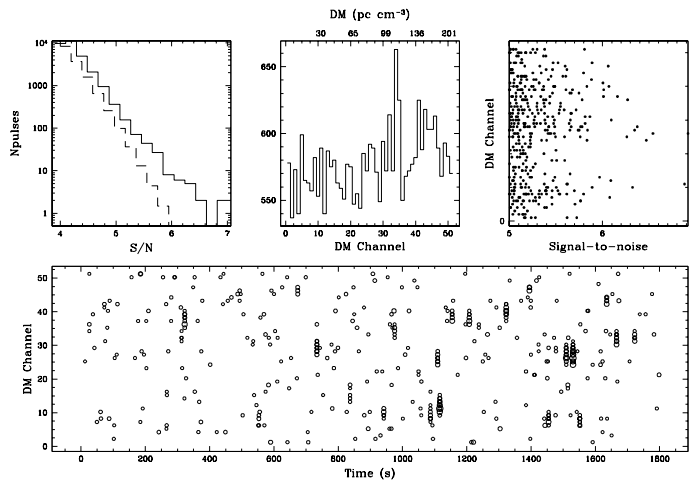 DM (pc cm⁻³)
30 65 99 136 201
10⁴
1000
100
10
1
Npulses
4 5 6 7
S/N
650
600
550
0 10 20 30 40 50
DM Channel
DM Channel
0
5 6
Signal-to-noise
50
40
30
20
10
0
DM Channel
0 200 400 600 800 1000 1200 1400 1600 1800
Time (s)